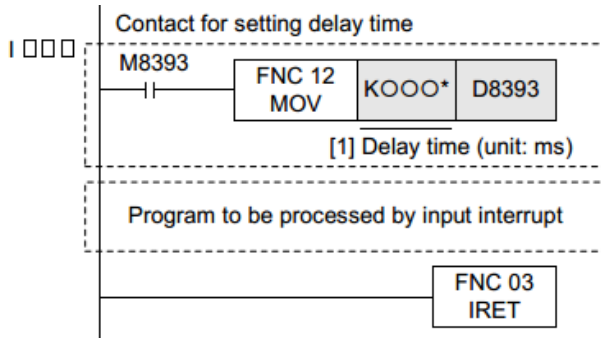 Contact for setting delay time
I □□□
M8393
FNC 12
MOV
K○○○*
D8393
[1] Delay time (unit: ms)
Program to be processed by input interrupt
FNC 03
IRET